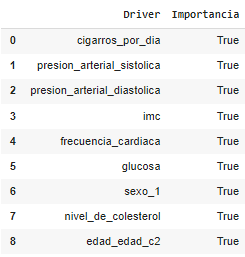 Driver Importancia
0 cigarros_por_dia True
1 presion_arterial_sistolica True
2 presion_arterial_diastolica True
3 imc True
4 frecuencia_cardiaca True
5 glucosa True
6 sexo_1 True
7 nivel_de_colesterol True
8 edad_edad_c2 True